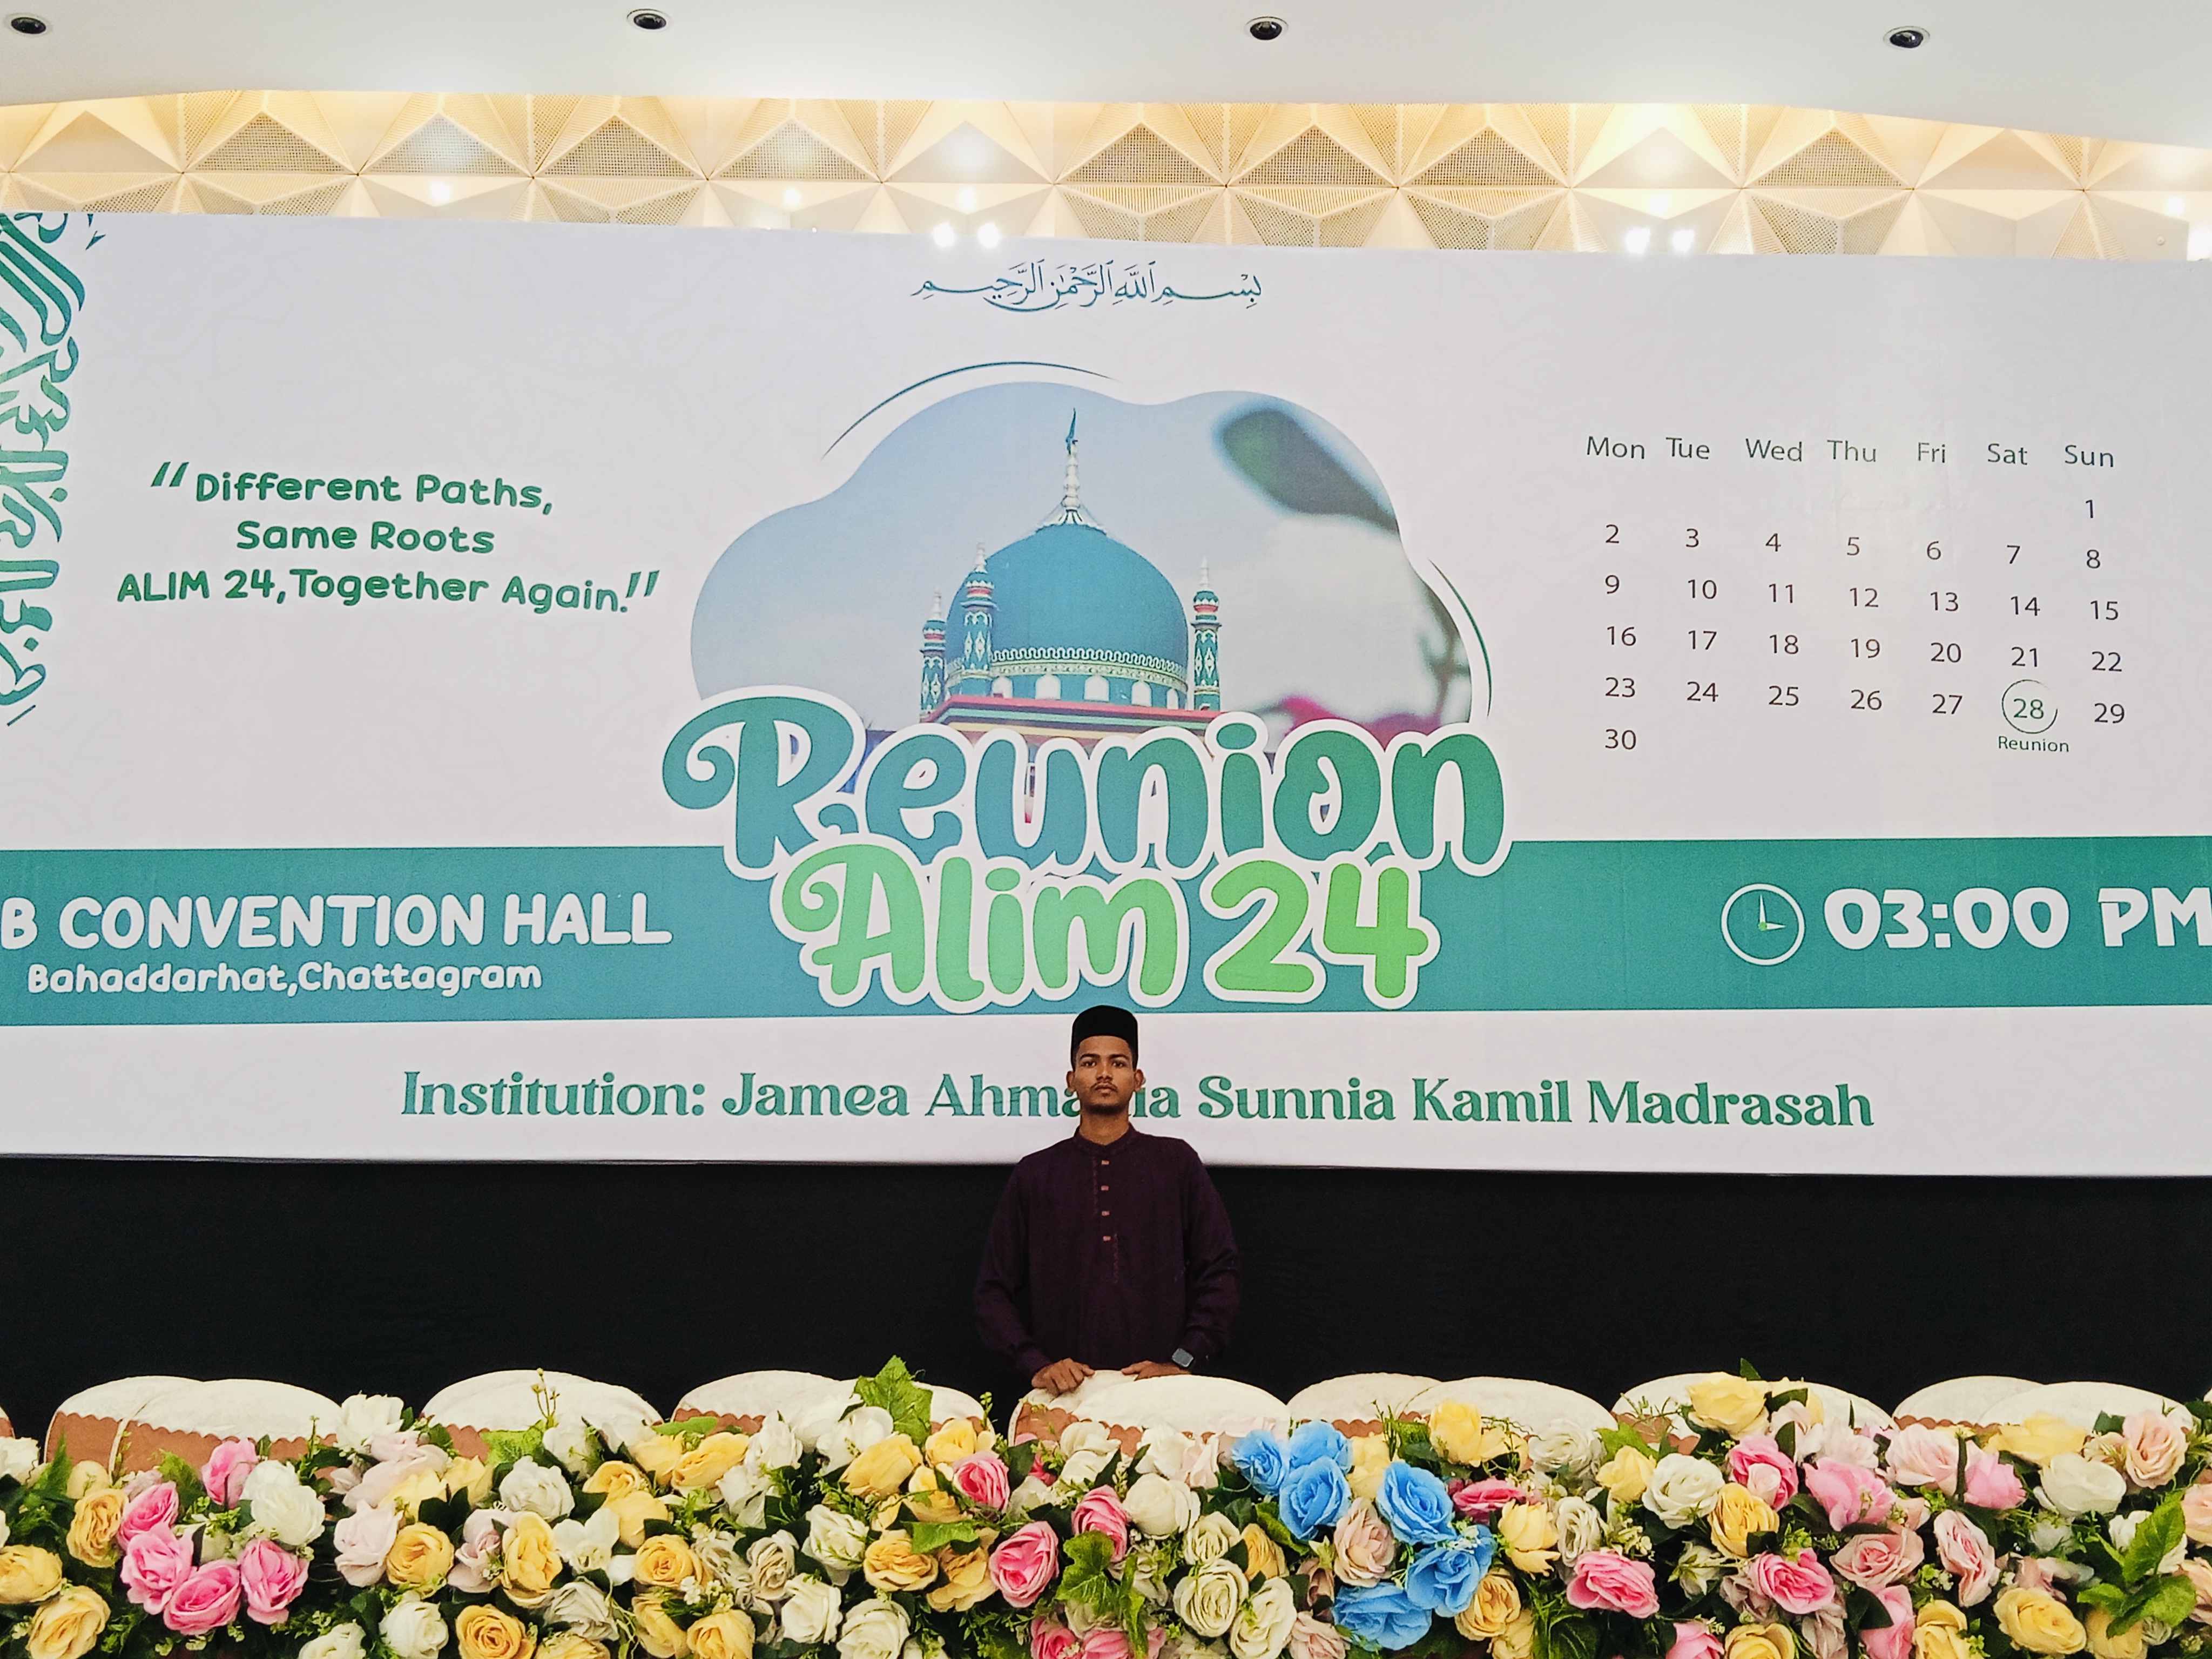 بِسْمِ اللَّهِ الرَّحْمَٰنِ الرَّحِيمِ
"Different Paths,
Same Roots
ALIM 24,Together Again."
Mon Tue Wed Thu Fri Sat Sun
1
2 3 4 5 6 7 8
9 10 11 12 13 14 15
16 17 18 19 20 21 22
23 24 25 26 27 28 29
Reunion
30
Reunion
Alim 24
B CONVENTION HALL
Bahaddarhat,Chattagram
03:00 PM
Institution: Jamea Sunnia Kamil Madrasah